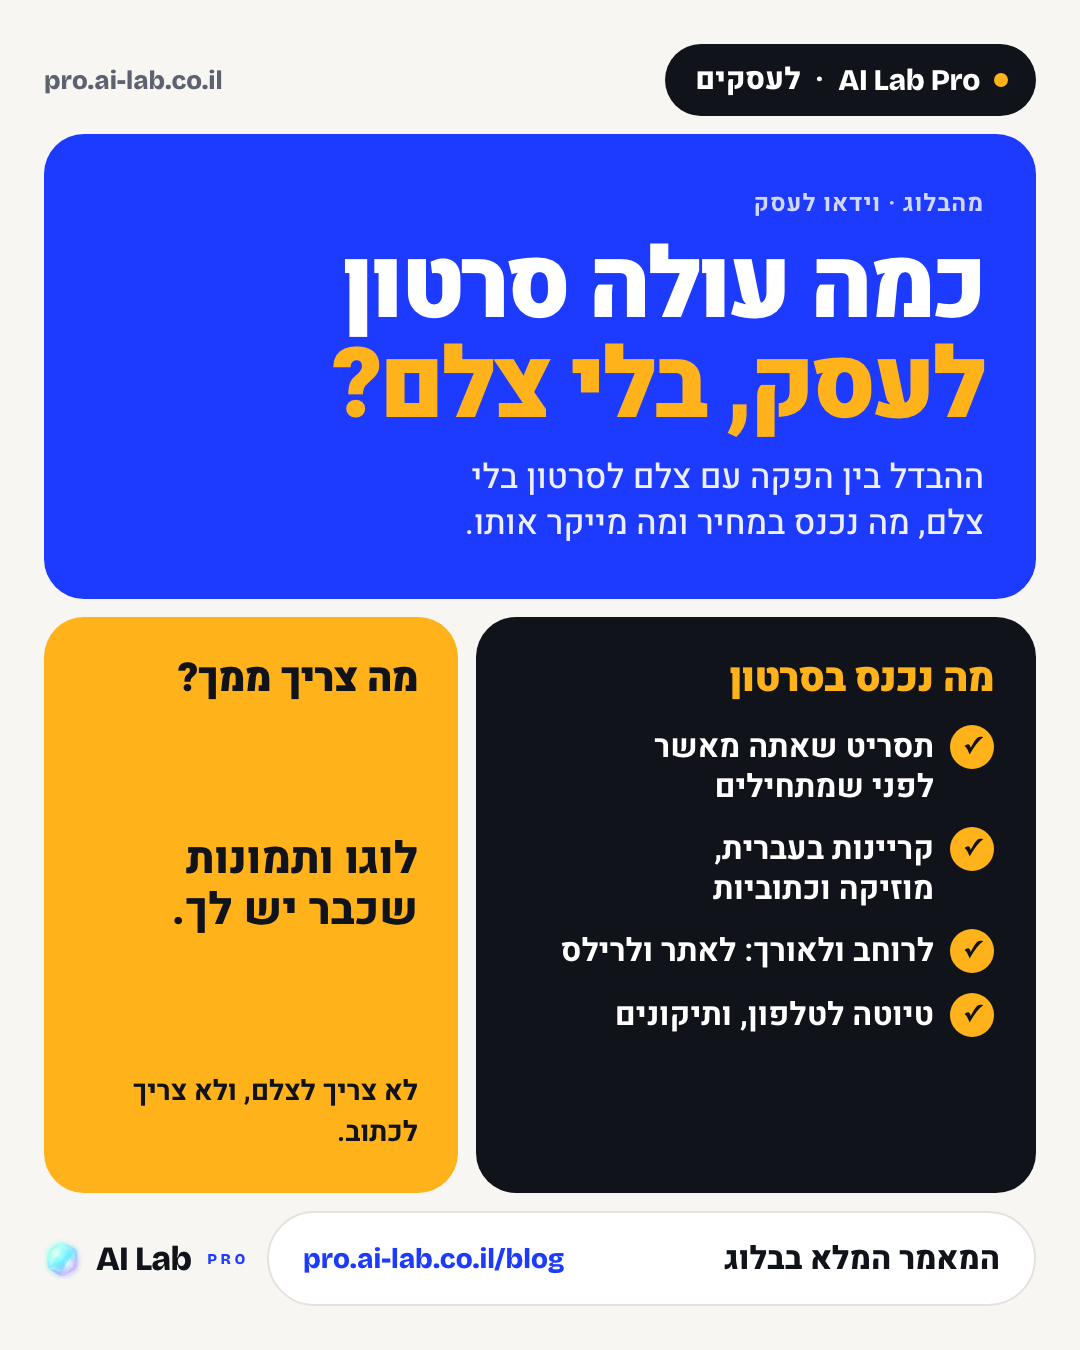 AI Lab Pro · לעסקים
pro.ai-lab.co.il
מהבלוג · וידאו לעסק
כמה עולה סרטון
לעסק, בלי צלם?
ההבדל בין הפקה עם צלם לסרטון בלי
צלם, מה נכנס במחיר ומה מייקר אותו.
מה נכנס בסרטון
תסריט שאתה מאשר
לפני שמתחילים
קריינות בעברית,
מוזיקה וכתוביות
לרוחב ולאורך: לאתר ולרילס
טיוטה לטלפון, ותיקונים
מה צריך ממך?
לוגו ותמונות
שכבר יש לך.
לא צריך לצלם, ולא צריך
לכתוב.
המאמר המלא בבלוג
pro.ai-lab.co.il/blog
AI Lab PRO